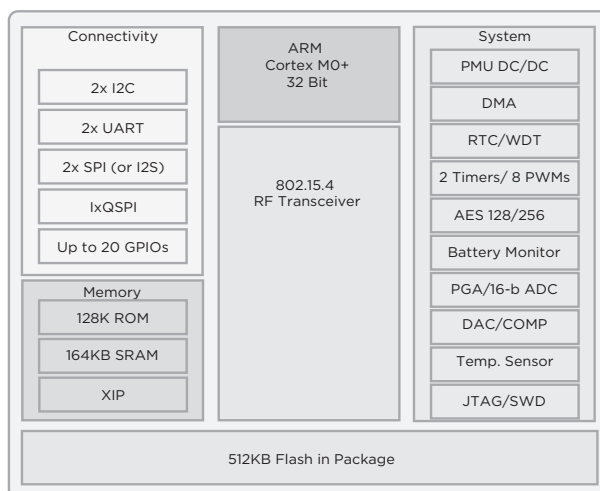 Connectivity
2x I2C
2x UART
2x SPI (or I2S)
IxQSPI
Up to 20 GPIOs
Memory
128K ROM
164KB SRAM
XIP
ARM
Cortex M0+
32 Bit
802.15.4
RF Transceiver
System
PMU DC/DC
DMA
RTC/WDT
2 Timers/ 8 PWMs
AES 128/256
Battery Monitor
PGA/16-b ADC
DAC/COMP
Temp. Sensor
JTAG/SWD
512KB Flash in Package